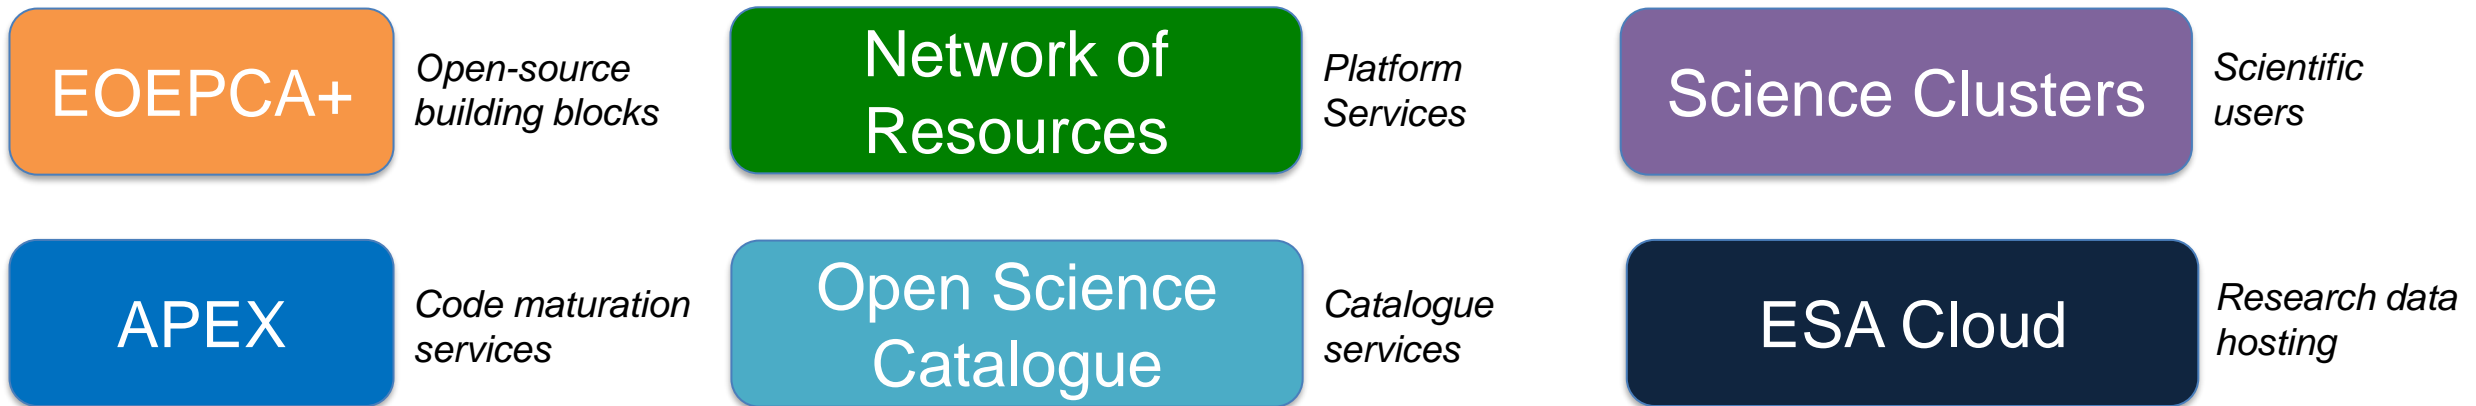 EOEPCA+
Open-source
building blocks
Network of
Resources
Platform
Services
Science Clusters
Scientific
users
APEX
Code maturation
services
Open Science
Catalogue
Catalogue
services
ESA Cloud
Research data
hosting